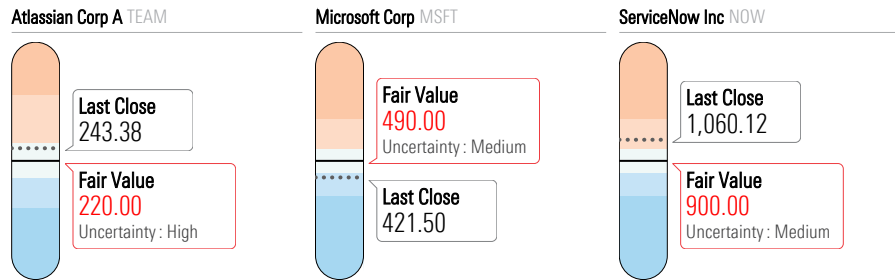 Atlassian Corp A TEAM
Last Close
243.38
Fair Value
220.00
Uncertainty : High
Microsoft Corp MSFT
Fair Value
490.00
Uncertainty : Medium
Last Close
421.50
ServiceNow Inc NOW
Last Close
1,060.12
Fair Value
900.00
Uncertainty : Medium